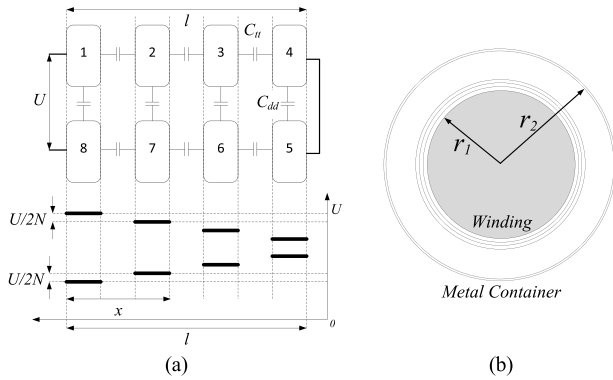 l
1 2 3 4
C_tt
U
C_dd
8 7 6 5
U
U/2N
U/2N
x
0
l
(a)
r_1
r_2
Winding
Metal Container
(b)